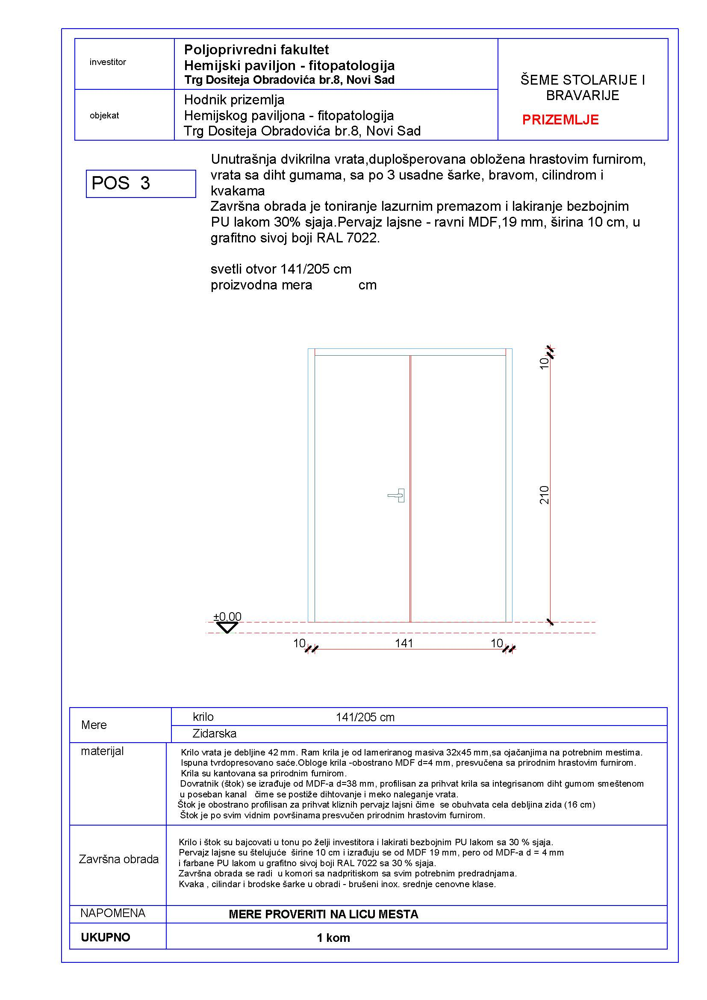 investitor
Poljoprivredni fakultet
Hemijski paviljon - fitopatologija
Trg Dositeja Obradovića br.8, Novi Sad
objekat
Hodnik prizemlja
Hemijskog paviljona - fitopatologija
Trg Dositeja Obradovića br.8, Novi Sad
ŠEME STOLARIJE I
BRAVARIJE
PRIZEMLJE
POS 3
Unutrašnja dvikrilna vrata,duplošperovana obložena hrastovim furnirom,
vrata sa diht gumama, sa po 3 usadne šarke, bravom, cilindrom i
kvakama
Završna obrada je toniranje lazurnim premazom i lakiranje bezbojnim
PU lakom 30% sjaja.Pervajz lajsne - ravni MDF,19 mm, širina 10 cm, u
grafitno sivoj boji RAL 7022.
svetli otvor 141/205 cm
proizvodna mera cm
10
210
±0,00
10 141 10
Mere
krilo 141/205 cm
Zidarska
materijal
Krilo vrata je debljine 42 mm. Ram krila je od lameriranog masiva 32x45 mm,sa ojačanjima na potrebnim mestima.
Ispuna tvrdopresovano saće.Obloge krila -obostrano MDF d=4 mm, presvučena sa prirodnim hrastovim furnirom.
Krila su kantovana sa prirodnim furnirom.
Dovratnik (štok) se izrađuje od MDF-a d=38 mm, profilisan za prihvat krila sa integrisanom diht gumom smeštenom
u poseban kanal čime se postiže dihtovanje i meko naleganje vrata.
Štok je obostrano profilisan za prihvat kliznih pervajz lajsni čime se obuhvata cela debljina zida (16 cm)
Štok je po svim vidnim površinama presvučen prirodnim hrastovim furnirom.
Završna obrada
Krilo i štok su bajcovati u tonu po želji investitora i lakirati bezbojnim PU lakom sa 30 % sjaja.
Pervajz lajsne su štelujuće širine 10 cm i izrađuju se od MDF 19 mm, pero od MDF-a d = 4 mm
i farbane PU lakom u grafitno sivoj boji RAL 7022 sa 30 % sjaja.
Završna obrada se radi u komori sa nadpritiskom sa svim potrebnim predradnjama.
Kvaka , cilindar i brodske šarke u obradi - brušeni inox. srednje cenovne klase.
NAPOMENA
MERE PROVERITI NA LICU MESTA
UKUPNO
1 kom